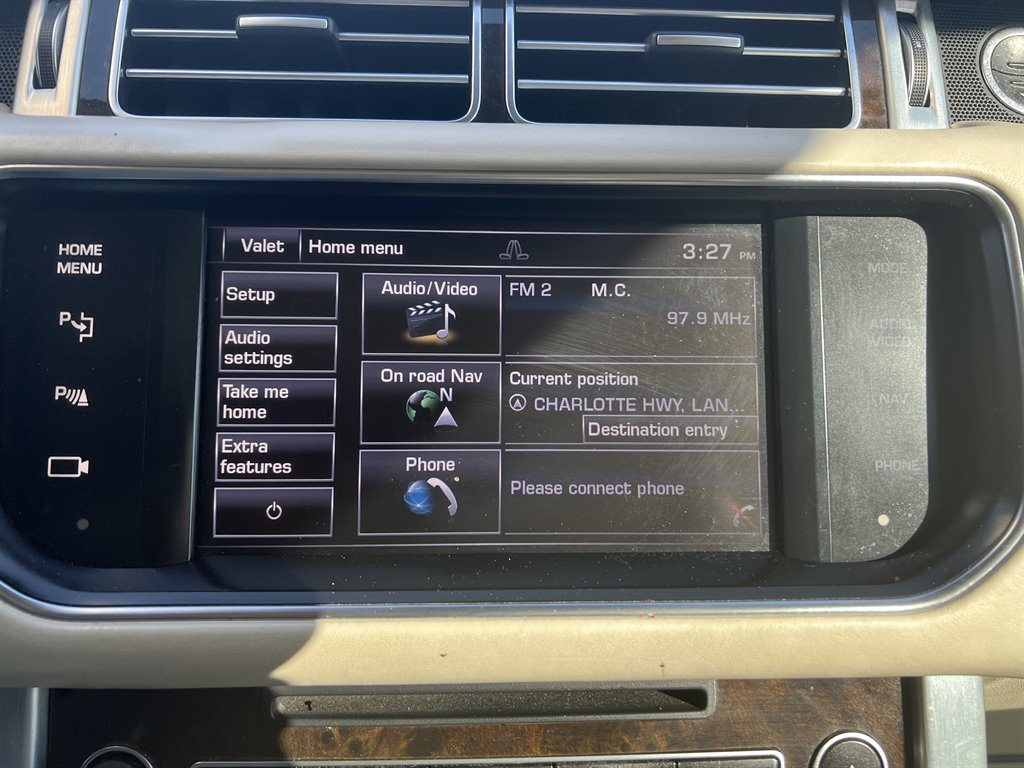 HOME
MENU
P
P
Valet
Home menu
3:27 PM
Setup
Audio
settings
Take me
home
Extra
features
Audio/Video
FM 2 M.C.
97.9 MHz
On road Nav
N
Current position
CHARLOTTE HWY, LAN...
Destination entry
Phone
Please connect phone
MODE
AUDIO
VIDEO
NAV
PHONE